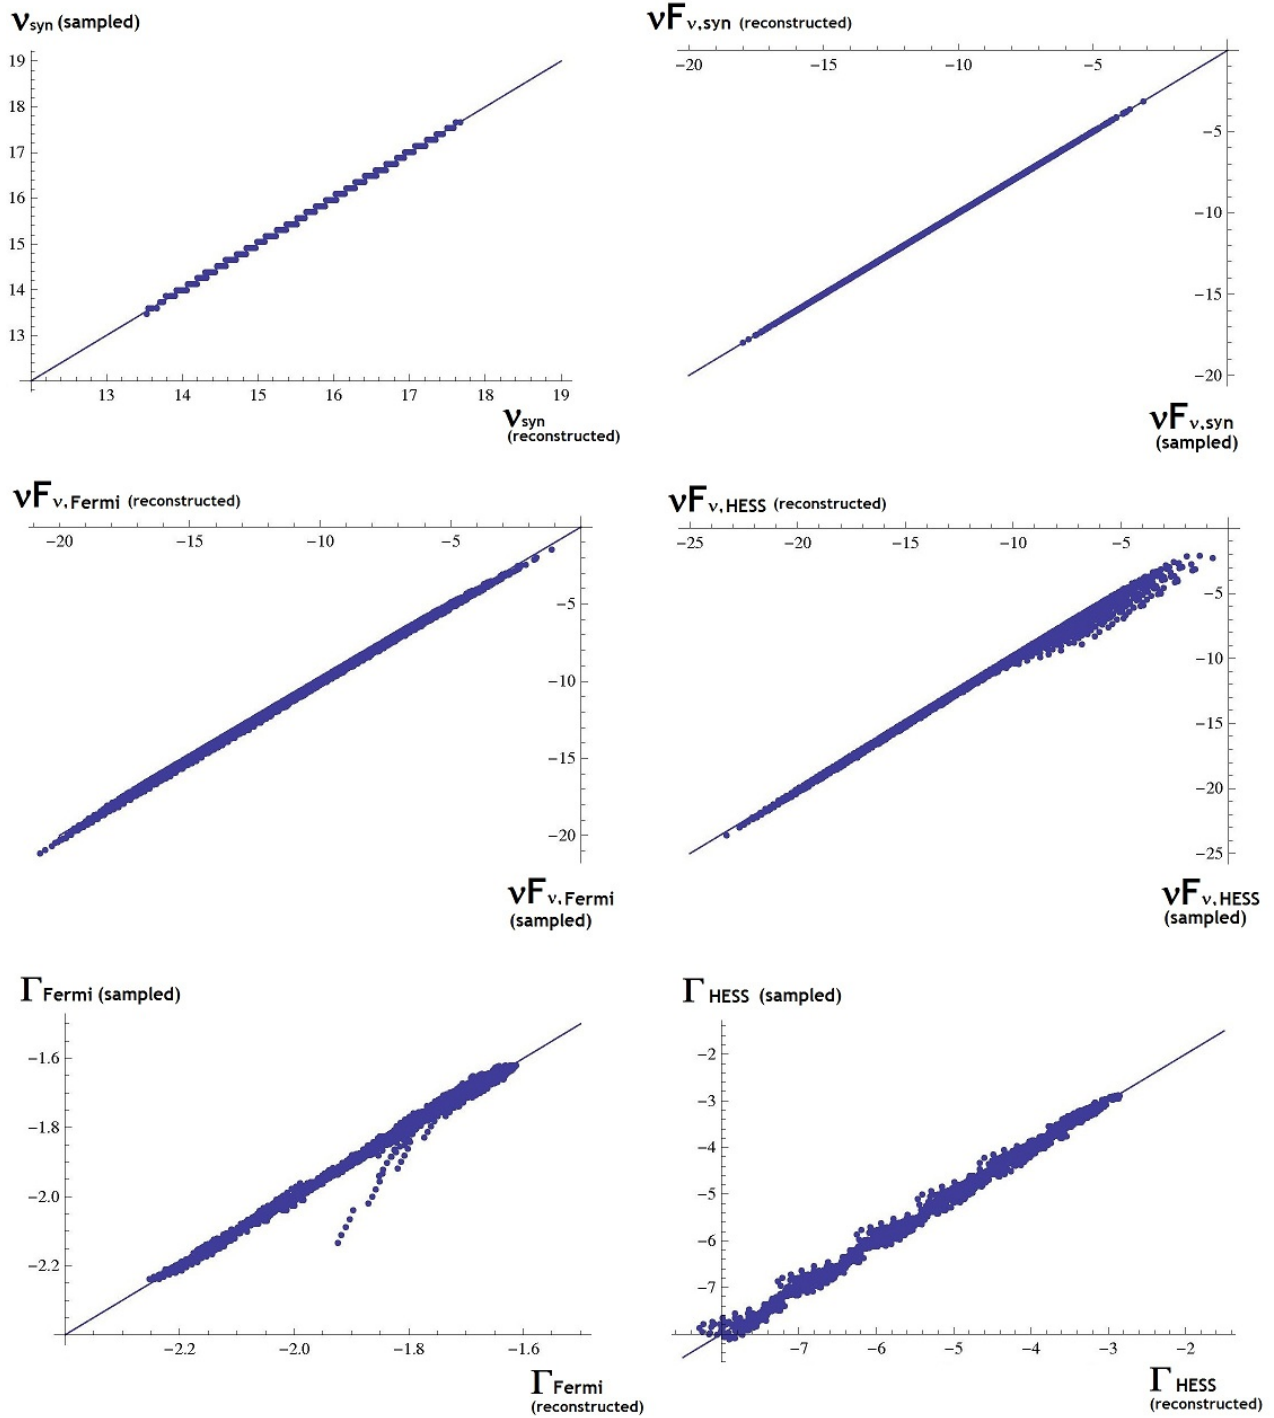 νsyn (sampled)
19
18
17
16
15
14
13
13 14 15 16 17 18 19
νsyn
(reconstructed)
νFν,syn (reconstructed)
−20 −15 −10 −5
−5
−10
−15
−20
νFν,syn
(sampled)
νFν,Fermi (reconstructed)
−20 −15 −10 −5
−5
−10
−15
−20
νFν,Fermi
(sampled)
νFν,HESS (reconstructed)
−25 −20 −15 −10 −5
−5
−10
−15
−20
−25
νFν,HESS
(sampled)
ΓFermi (sampled)
−1.6
−1.8
−2.0
−2.2
−2.2 −2.0 −1.8 −1.6
ΓFermi
(reconstructed)
ΓHESS (sampled)
−2
−3
−4
−5
−6
−7
−7 −6 −5 −4 −3 −2
ΓHESS
(reconstructed)